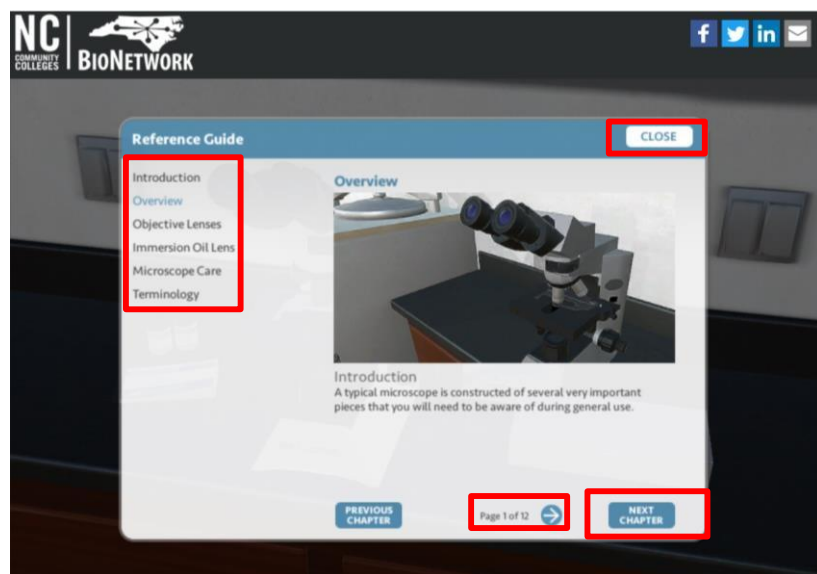 NC
COMMUNITY
COLLEGES
BIONETWORK
f
in
Reference Guide
CLOSE
Introduction
Overview
Objective Lenses
Immersion Oil Lens
Microscope Care
Terminology
Overview
Introduction
A typical microscope is constructed of several very important
pieces that you will need to be aware of during general use.
PREVIOUS
CHAPTER
Page 1 of 12
NEXT
CHAPTER